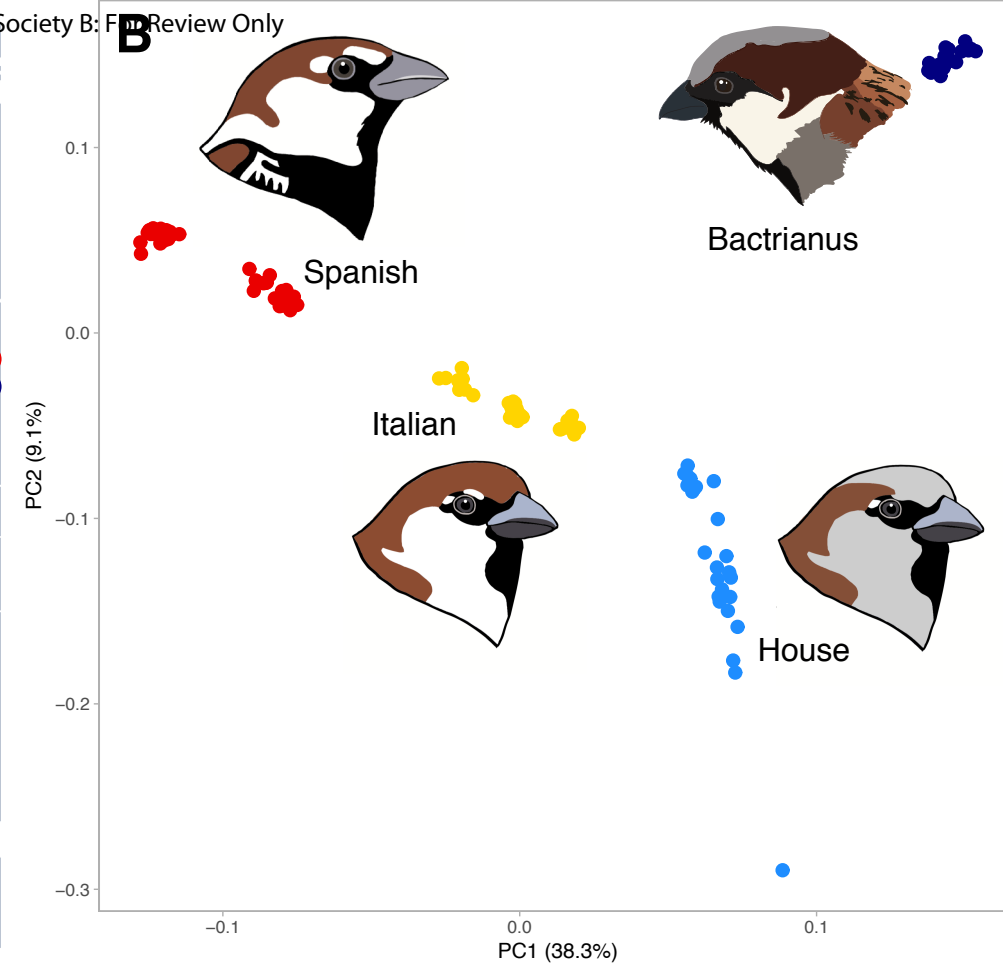 Society B: For Review Only
B
Spanish
Bactrianus
Italian
House
0.1
0.0
−0.1
−0.2
−0.3
PC2 (9.1%)
−0.1
0.0
0.1
PC1 (38.3%)